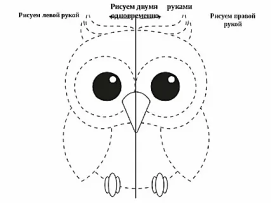 Рисуем левой рукой
Рисуем двумя руками
одновременно
Рисуем правой
рукой